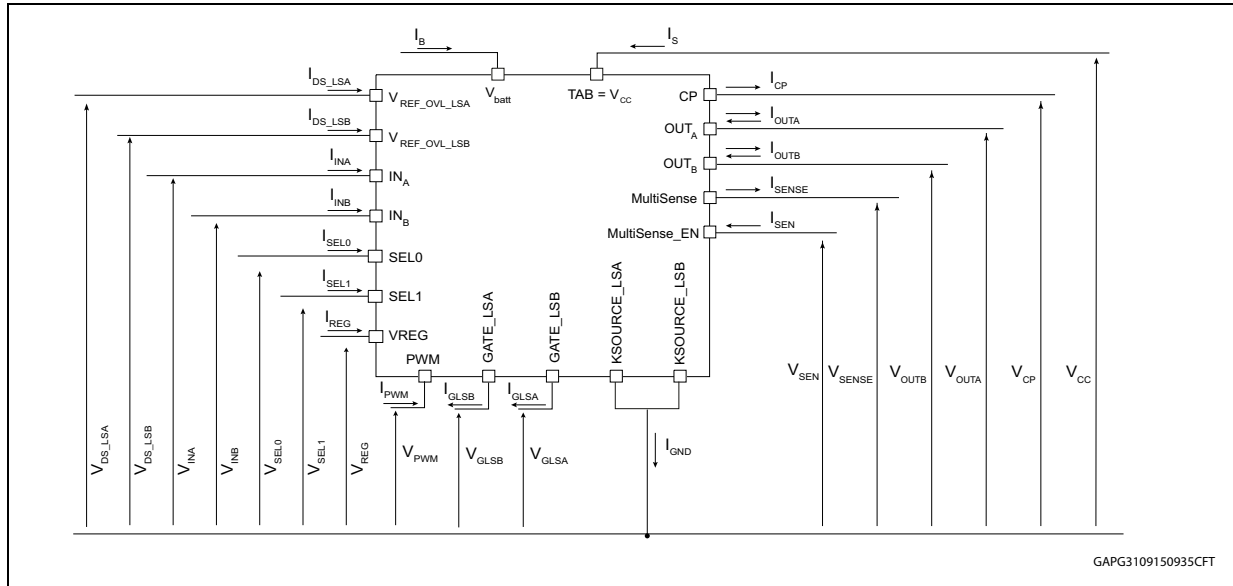 I_B
I_S
I_DS_LSA
V_REF_OVL_LSA
V_batt
TAB = V_CC
CP
I_CP
I_DS_LSB
V_REF_OVL_LSB
OUT_A
I_OUTA
I_INA
IN_A
OUT_B
I_OUTB
I_INB
IN_B
MultiSense
I_SENSE
I_SEL0
SEL0
MultiSense_EN
I_SEN
I_SEL1
SEL1
I_REG
VREG
PWM
GATE_LSA
GATE_LSB
KSOURCE_LSA
KSOURCE_LSB
I_PWM
I_GLSB
I_GLSA
I_GND
V_DS_LSA
V_DS_LSB
V_INA
V_INB
V_SEL0
V_SEL1
V_REG
V_PWM
V_GLSB
V_GLSA
V_SEN
V_SENSE
V_OUTB
V_OUTA
V_CP
V_CC
GAPG3109150935CFT